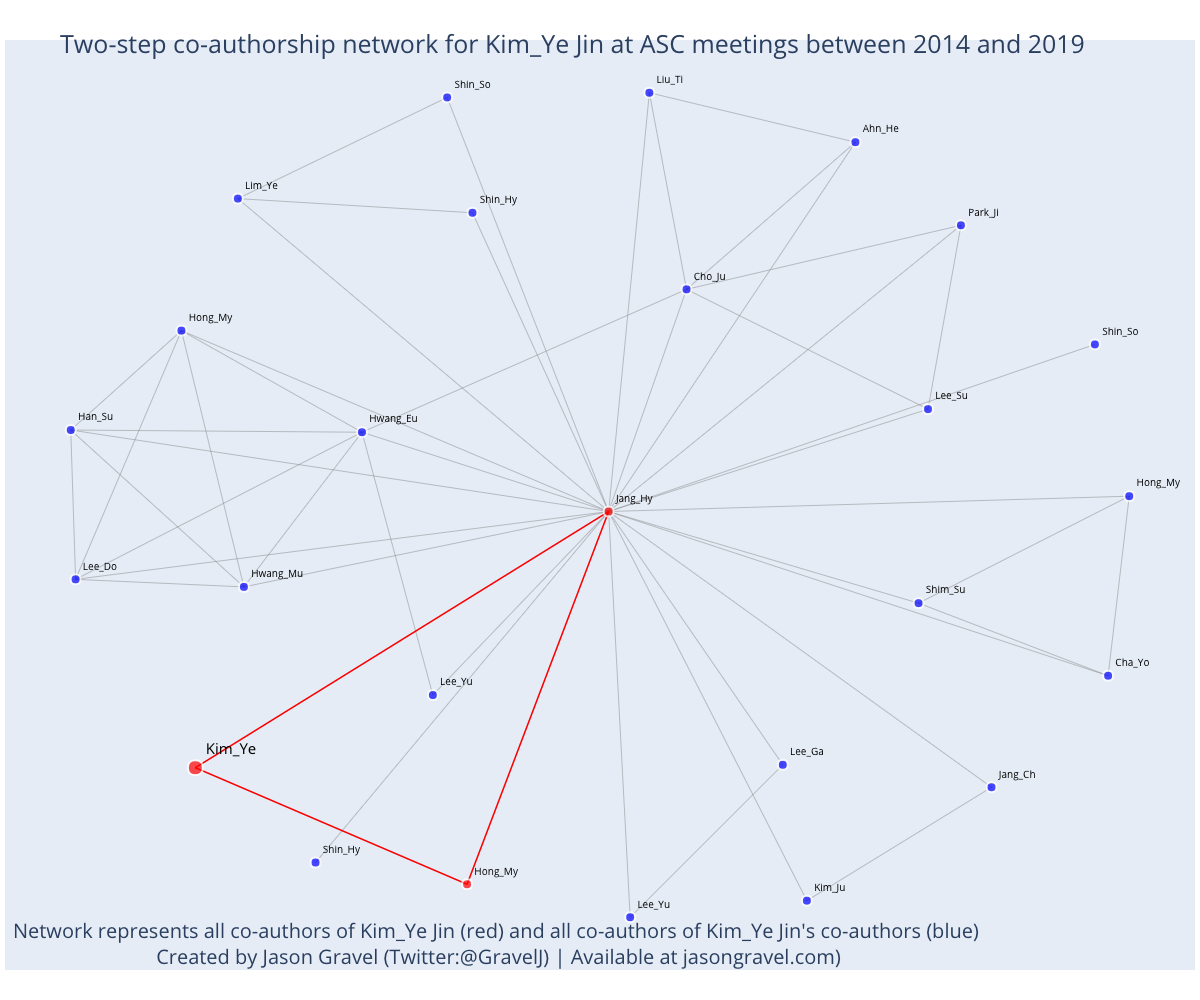 Two-step co-authorship network for Kim_Ye Jin at ASC meetings between 2014 and 2019
Shin_So
Liu_Ti
Ahn_He
Lim_Ye
Shin_Hy
Park_Ji
Cho_Ju
Hong_My
Shin_So
Lee_Su
Han_Su
Hwang_Eu
Hong_My
Jang_Hy
Lee_Do
Hwang_Mu
Shim_Su
Cha_Yo
Lee_Yu
Kim_Ye
Lee_Ga
Jang_Ch
Shin_Hy
Hong_My
Kim_Ju
Lee_Yu
Network represents all co-authors of Kim_Ye Jin (red) and all co-authors of Kim_Ye Jin's co-authors (blue)
Created by Jason Gravel (Twitter:@GravelJ) | Available at jasongravel.com)